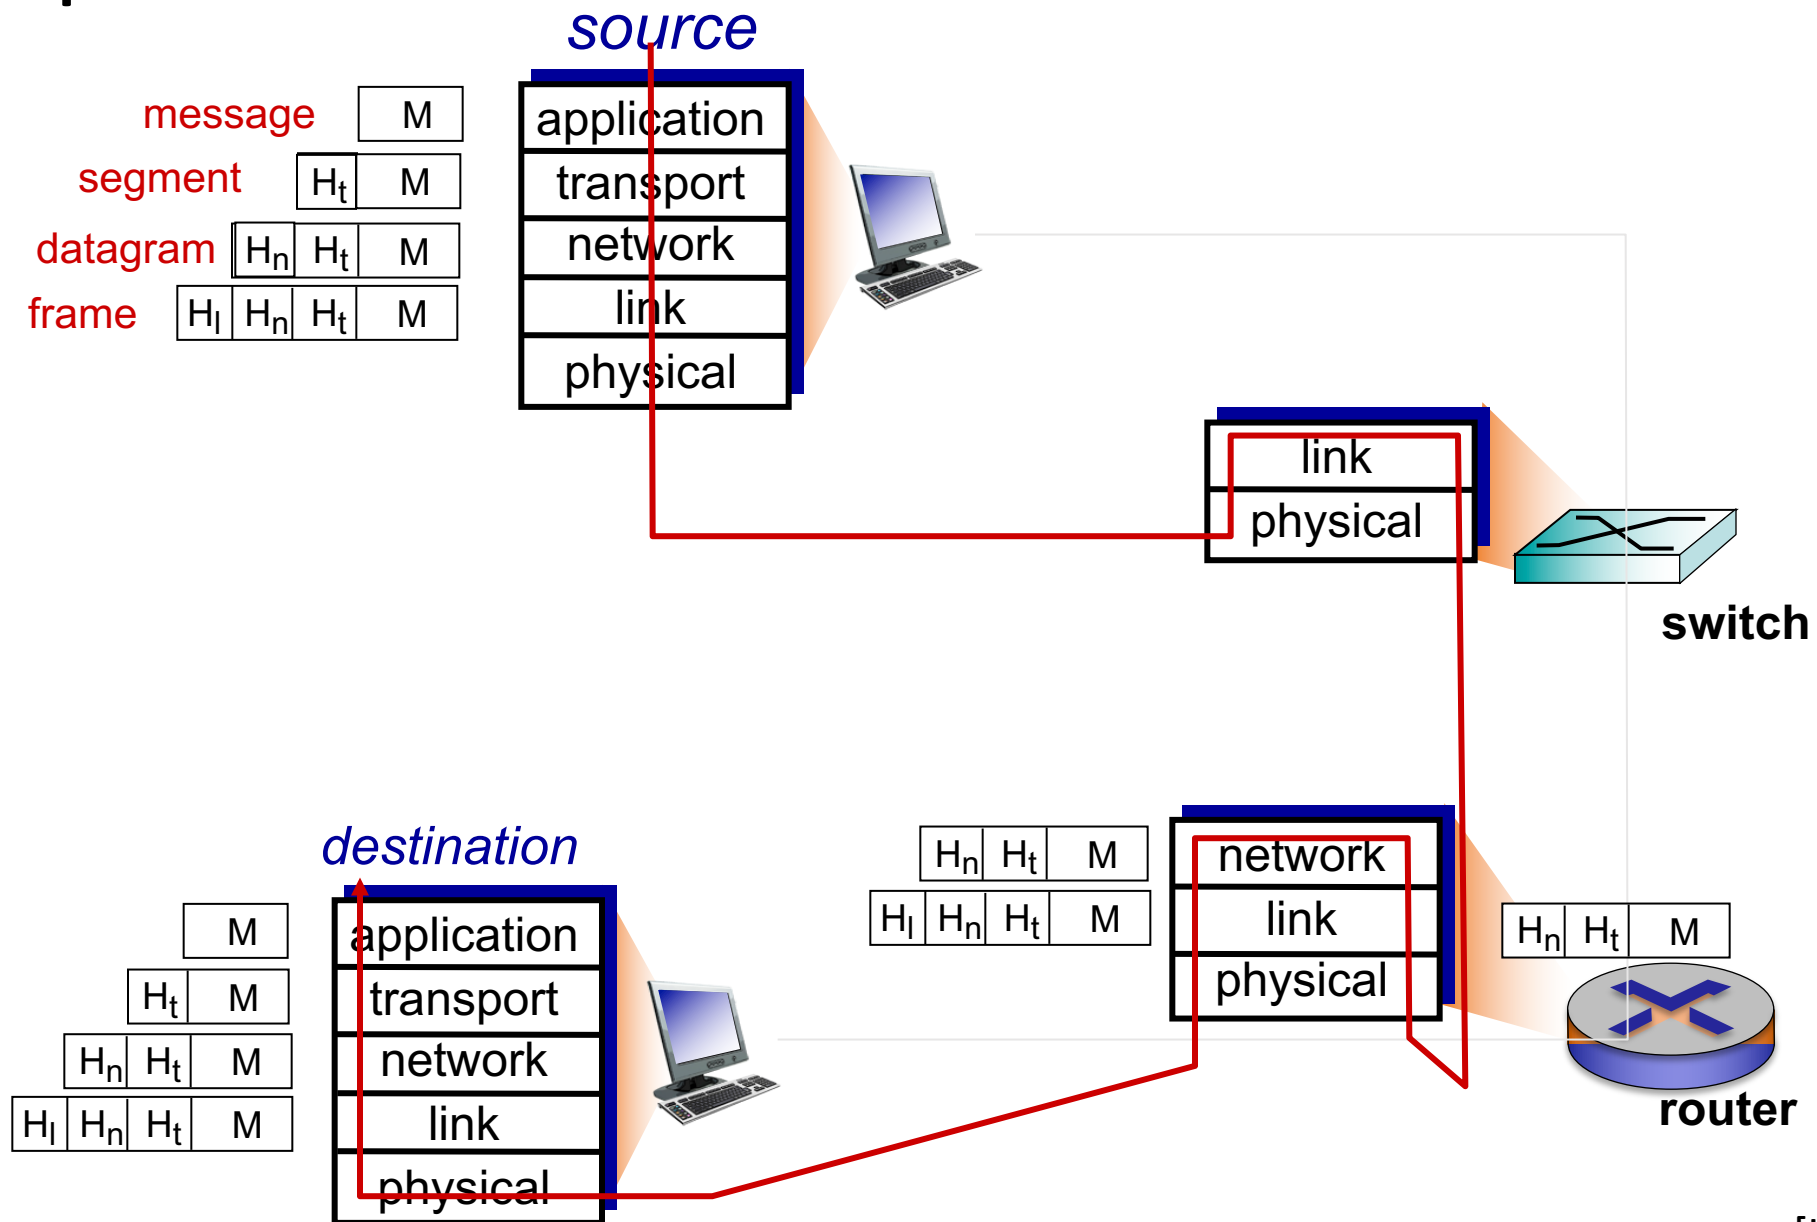 source
message M
segment Ht M
datagram Hn Ht M
frame Hl Hn Ht M
application
transport
network
link
physical
link
physical
switch
destination
M
Ht M
Hn Ht M
Hl Hn Ht M
application
transport
network
link
physical
Hn Ht M
Hl Hn Ht M
network
link
physical
Hn Ht M
router